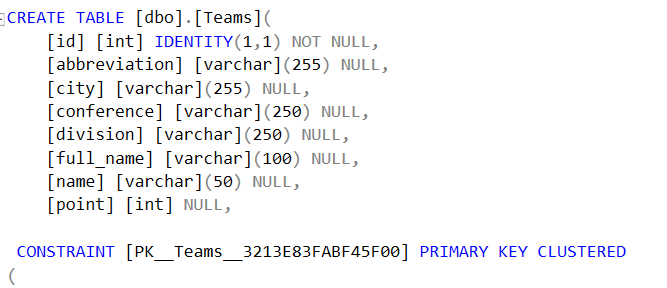 CREATE TABLE [dbo].[Teams](
[id] [int] IDENTITY(1,1) NOT NULL,
[abbreviation] [varchar](255) NULL,
[city] [varchar](255) NULL,
[conference] [varchar](250) NULL,
[division] [varchar](250) NULL,
[full_name] [varchar](100) NULL,
[name] [varchar](50) NULL,
[point] [int] NULL,
CONSTRAINT [PK__Teams__3213E83FABF45F00] PRIMARY KEY CLUSTERED
(